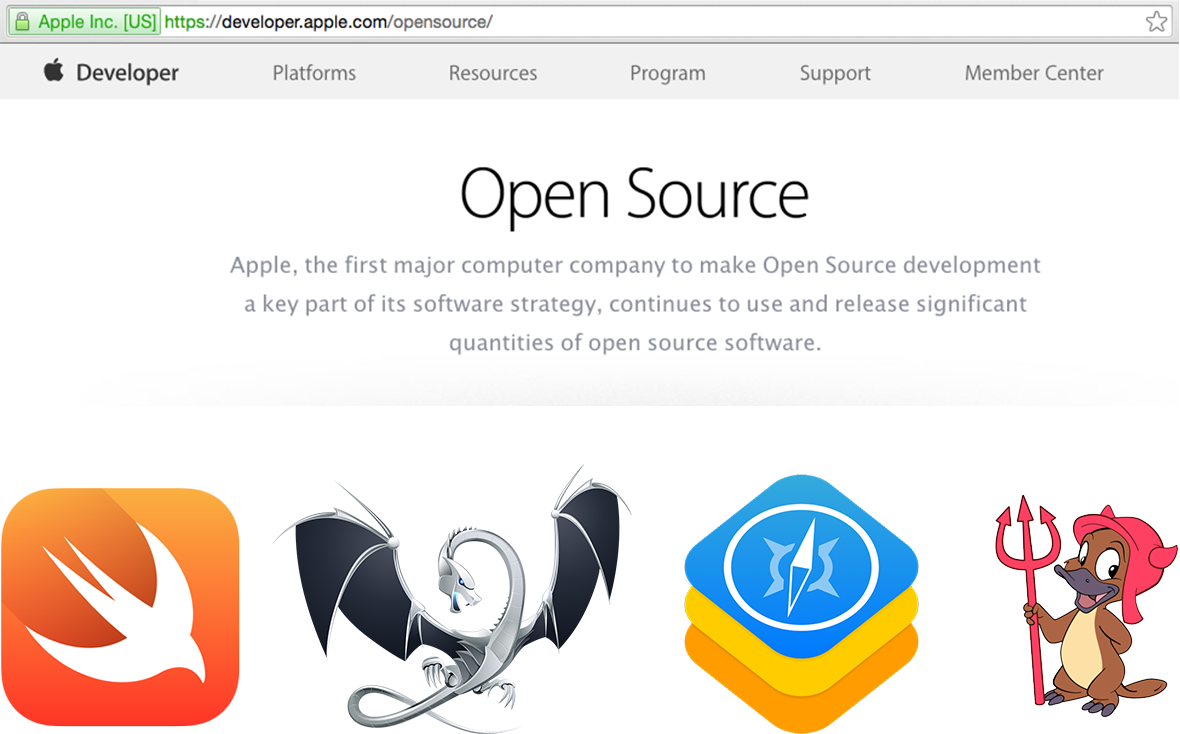 Apple Inc. [US] https://developer.apple.com/opensource/
Developer Platforms Resources Program Support Member Center
Open Source
Apple, the first major computer company to make Open Source development
a key part of its software strategy, continues to use and release significant
quantities of open source software.